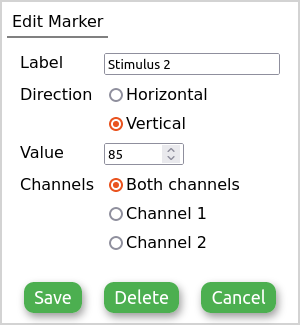 Edit Marker
Label Stimulus 2
Direction Horizontal
Vertical
Value 85
Channels Both channels
Channel 1
Channel 2
Save Delete Cancel